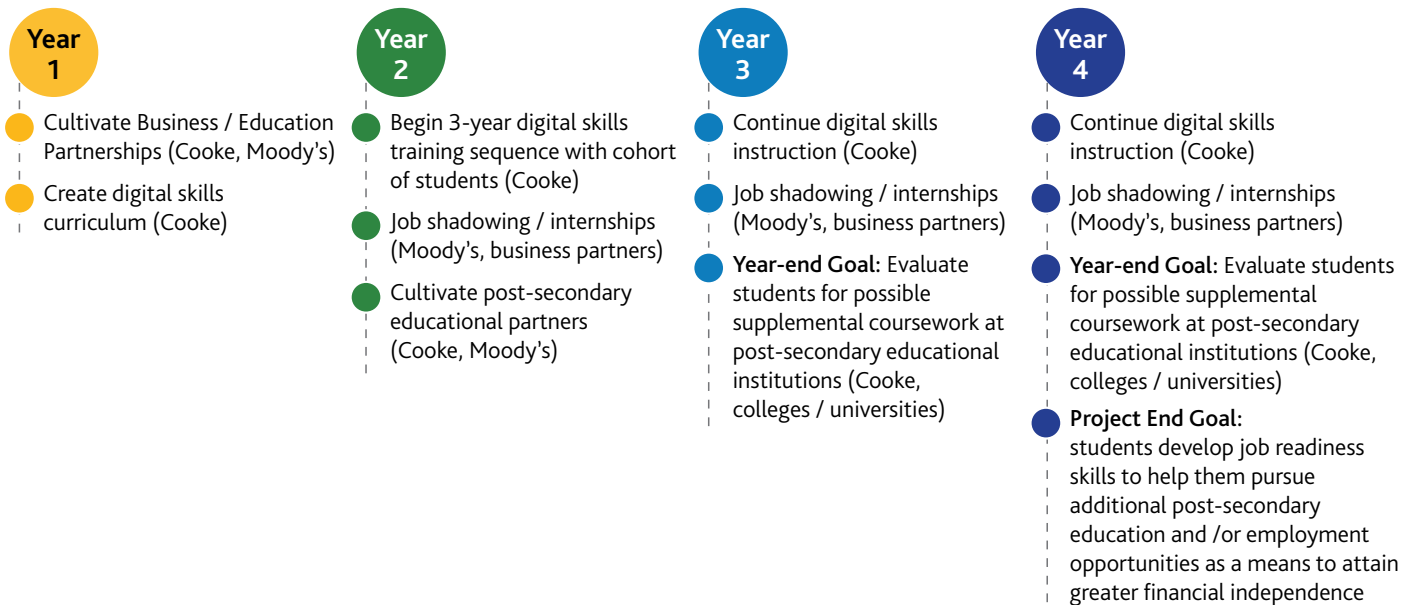 Year
1
Cultivate Business / Education
Partnerships (Cooke, Moody's)
Create digital skills
curriculum (Cooke)
Year
2
Begin 3-year digital skills
training sequence with cohort
of students (Cooke)
Job shadowing / internships
(Moody's, business partners)
Cultivate post-secondary
educational partners
(Cooke, Moody's)
Year
3
Continue digital skills
instruction (Cooke)
Job shadowing / internships
(Moody's, business partners)
Year-end Goal: Evaluate
students for possible
supplemental coursework at
post-secondary educational
institutions (Cooke,
colleges / universities)
Year
4
Continue digital skills
instruction (Cooke)
Job shadowing / internships
(Moody's, business partners)
Year-end Goal: Evaluate students
for possible supplemental
coursework at post-secondary
educational institutions (Cooke,
colleges / universities)
Project End Goal:
students develop job readiness
skills to help them pursue
additional post-secondary
education and /or employment
opportunities as a means to attain
greater financial independence